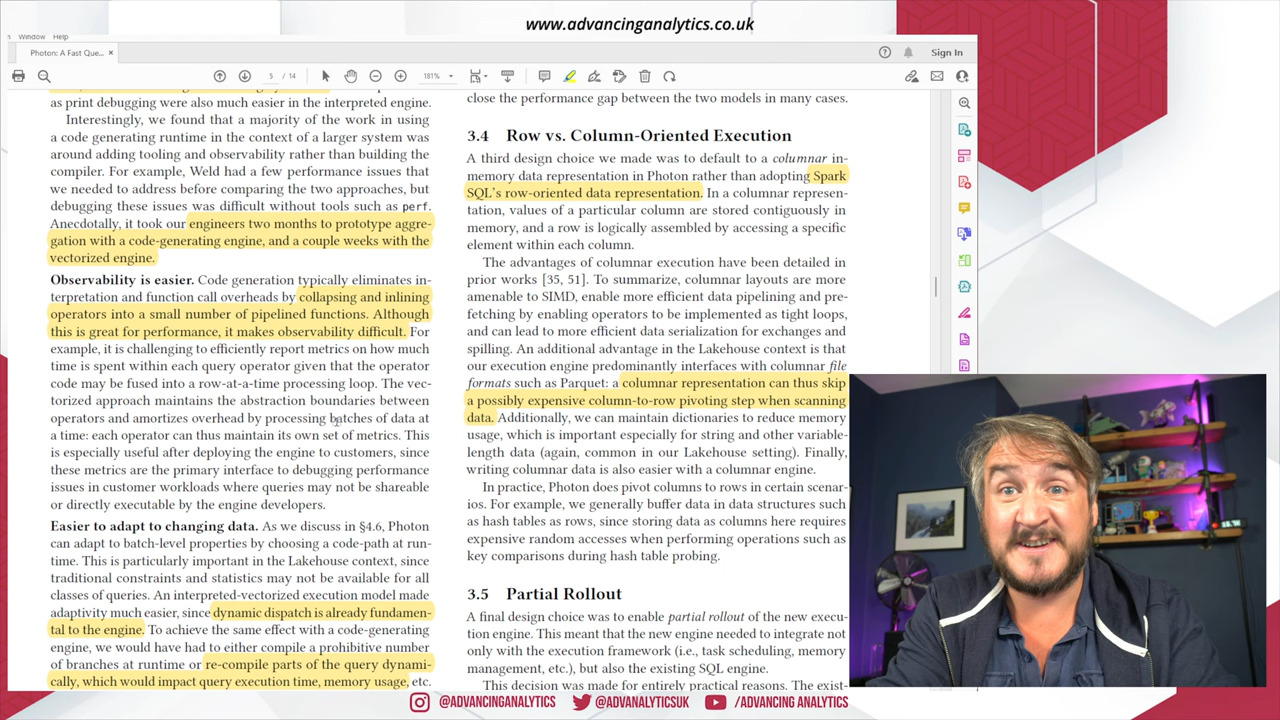 www.advancinganalytics.co.uk
Window Help
Photon: A Fast Que... ×
Sign In
5 / 14
181%
as print debugging were also much easier in the interpreted engine.
Interestingly, we found that a majority of the work in using
a code generating runtime in the context of a larger system was
around adding tooling and observability rather than building the
compiler. For example, Weld had a few performance issues that
we needed to address before comparing the two approaches, but
debugging these issues was difficult without tools such as perf.
Anecdotally, it took our engineers two months to prototype aggre-
gation with a code-generating engine, and a couple weeks with the
vectorized engine.
Observability is easier. Code generation typically eliminates in-
terpretation and function call overheads by collapsing and inlining
operators into a small number of pipelined functions. Although
this is great for performance, it makes observability difficult. For
example, it is challenging to efficiently report metrics on how much
time is spent within each query operator given that the operator
code may be fused into a row-at-a-time processing loop. The vec-
torized approach maintains the abstraction boundaries between
operators and amortizes overhead by processing batches of data at
a time: each operator can thus maintain its own set of metrics. This
is especially useful after deploying the engine to customers, since
these metrics are the primary interface to debugging performance
issues in customer workloads where queries may not be shareable
or directly executable by the engine developers.
Easier to adapt to changing data. As we discuss in §4.6, Photon
can adapt to batch-level properties by choosing a code-path at run-
time. This is particularly important in the Lakehouse context, since
traditional constraints and statistics may not be available for all
classes of queries. An interpreted-vectorized execution model made
adaptivity much easier, since dynamic dispatch is already fundamen-
tal to the engine. To achieve the same effect with a code-generating
engine, we would have had to either compile a prohibitive number
of branches at runtime or re-compile parts of the query dynami-
cally, which would impact query execution time, memory usage, etc.
close the performance gap between the two models in many cases.
3.4 Row vs. Column-Oriented Execution
A third design choice we made was to default to a columnar in-
memory data representation in Photon rather than adopting Spark
SQL's row-oriented data representation. In a columnar represen-
tation, values of a particular column are stored contiguously in
memory, and a row is logically assembled by accessing a specific
element within each column.
The advantages of columnar execution have been detailed in
prior works [35, 51]. To summarize, columnar layouts are more
amenable to SIMD, enable more efficient data pipelining and pre-
fetching by enabling operators to be implemented as tight loops,
and can lead to more efficient data serialization for exchanges and
spilling. An additional advantage in the Lakehouse context is that
our execution engine predominantly interfaces with columnar file
formats such as Parquet: a columnar representation can thus skip
a possibly expensive column-to-row pivoting step when scanning
data. Additionally, we can maintain dictionaries to reduce memory
usage, which is important especially for string and other variable-
length data (again, common in our Lakehouse setting). Finally,
writing columnar data is also easier with a columnar engine.
In practice, Photon does pivot columns to rows in certain scenar-
ios. For example, we generally buffer data in data structures such
as hash tables as rows, since storing data as columns here requires
expensive random accesses when performing operations such as
key comparisons during hash table probing.
3.5 Partial Rollout
A final design choice was to enable partial rollout of the new execu-
tion engine. This meant that the new engine needed to integrate not
only with the execution framework (i.e., task scheduling, memory
management, etc.), but also the existing SQL engine.
This decision was made for entirely practical reasons. The exist-
@ADVANCINGANALYTICS @ADVANALYTICSUK /ADVANCING ANALYTICS